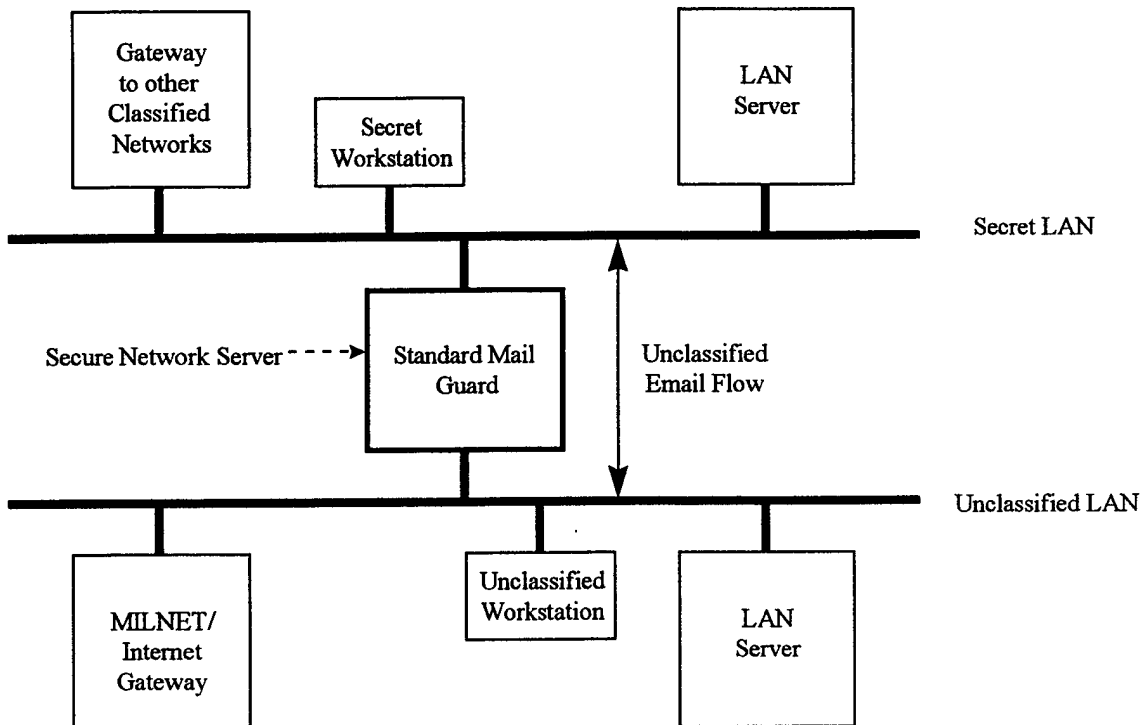 Gateway
to other
Classified
Networks
Secret
Workstation
LAN
Server
Secret LAN
Secure Network Server
Standard Mail
Guard
Unclassified
Email Flow
Unclassified LAN
MILNET/
Internet
Gateway
Unclassified
Workstation
LAN
Server